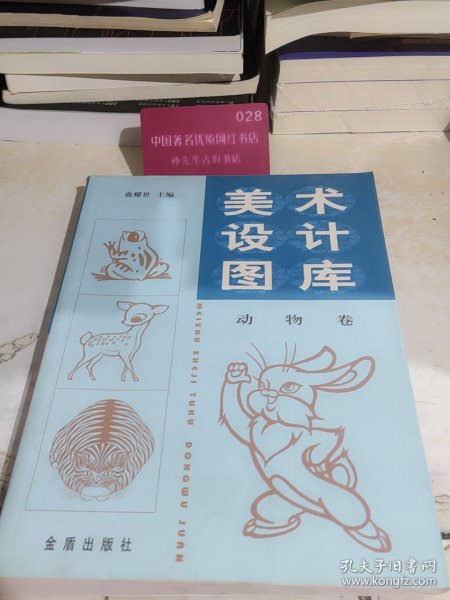 028
中国著名优质网红书店
孙先生古旧书店
鹿耀世 主编
美术
设计
图库
动物卷
MEISHU SHEJI TUKU DONGWU JUAN
金盾出版社
孔夫子旧书网
www.kongfz.com